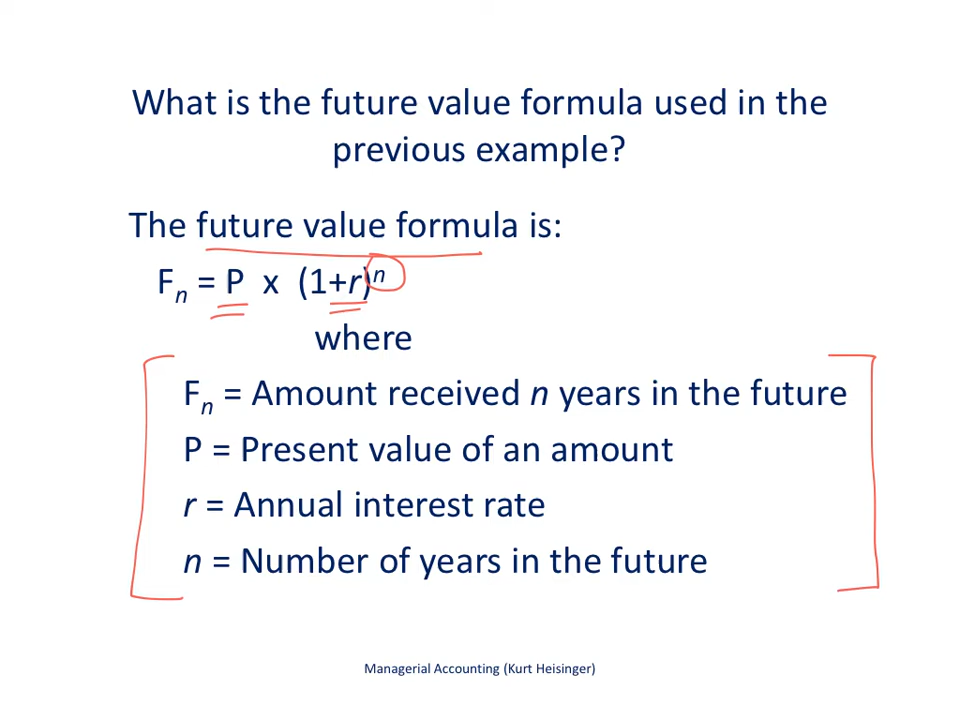 What is the future value formula used in the
previous example?
The future value formula is:
Fₙ = P x (1+r)ⁿ
where
Fₙ = Amount received n years in the future
P = Present value of an amount
r = Annual interest rate
n = Number of years in the future
Managerial Accounting (Kurt Heisinger)